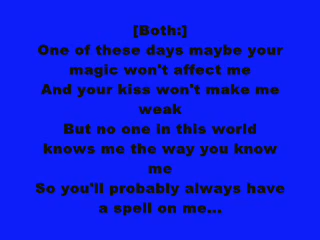 [Both:]
One of these days maybe your
magic won't affect me
And your kiss won't make me
weak
But no one in this world
knows me the way you know
me
So you'll probably always have
a spell on me...